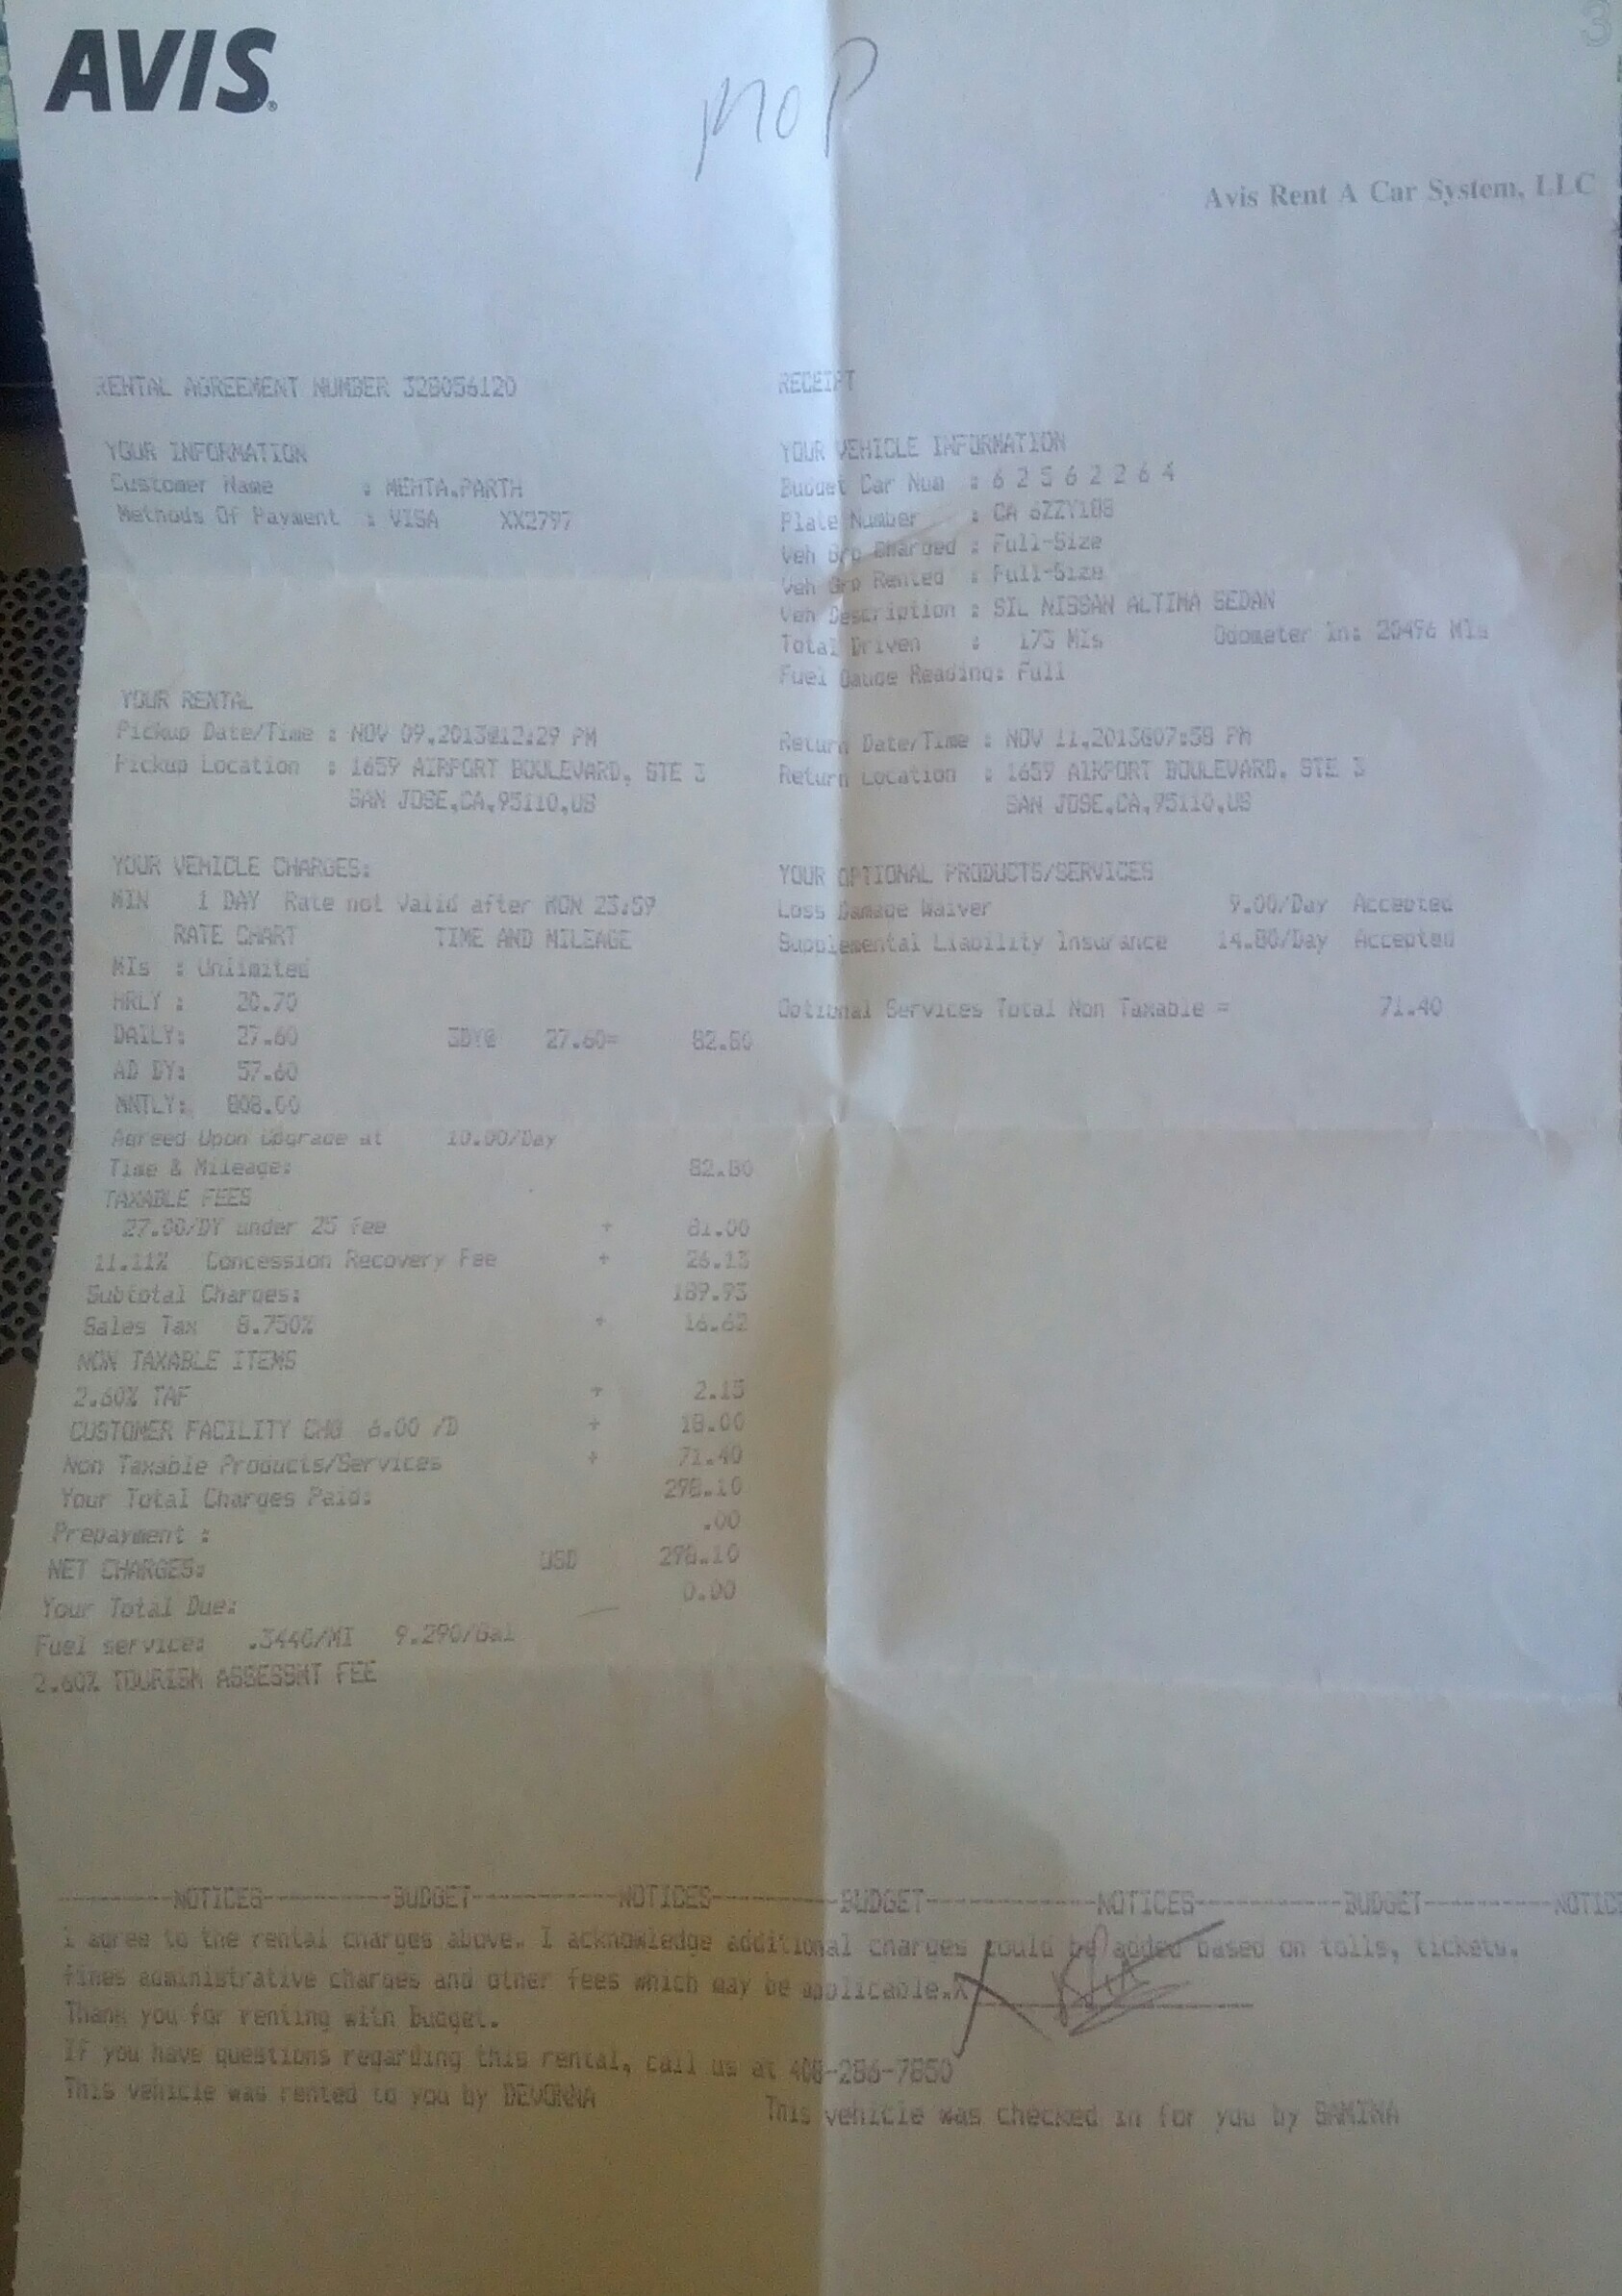 AVIS
MOP
3
Avis Rent A Car System, LLC
RENTAL AGREEMENT NUMBER 328056120
RECEIPT
YOUR INFORMATION
Customer Name : MEHTA,PARTH
Methods Of Payment : VISA XX2797
YOUR VEHICLE INFORMATION
Budget Car Num : 6 2 5 6 2 2 6 4
Plate Number : CA 6ZZY188
Veh Grp Charged : Full-Size
Veh Grp Rented : Full-Size
Veh Description : SIL NISSAN ALTIMA SEDAN
Total Driven : 173 MIs Odometer In: 20496 MIs
Fuel Gauge Reading: Full
YOUR RENTAL
Pickup Date/Time : NOV 09,2013@12:29 PM
Pickup Location : 1659 AIRPORT BOULEVARD, STE 3
SAN JOSE,CA,95110,US
Return Date/Time : NOV 11,2013@07:58 PM
Return Location : 1659 AIRPORT BOULEVARD, STE 3
SAN JOSE,CA,95110,US
YOUR VEHICLE CHARGES:
MIN 1 DAY Rate not Valid after MON 23:59
RATE CHART TIME AND MILEAGE
MIs : Unlimited
HRLY : 20.70
DAILY: 27.60 3DY@ 27.60= 82.80
AD DY: 57.60
MNTLY: 808.00
Agreed Upon Upgrade at 10.00/Day
Time & Mileage: 82.80
TAXABLE FEES
27.00/DY under 25 fee + 81.00
11.11% Concession Recovery Fee + 26.13
Subtotal Charges: 189.93
Sales Tax 8.750% + 16.62
NON TAXABLE ITEMS
2.60% TAF + 2.15
CUSTOMER FACILITY CHG 6.00 /D + 18.00
Non Taxable Products/Services + 71.40
Your Total Charges Paid: 298.10
Prepayment : .00
NET CHARGES: USD 298.10
Your Total Due: 0.00
Fuel service: .3440/MI 9.290/Gal
2.60% TOURISM ASSESSMT FEE
YOUR OPTIONAL PRODUCTS/SERVICES
Loss Damage Waiver 9.00/Day Accepted
Supplemental Liability Insurance 14.80/Day Accepted
Optional Services Total Non Taxable = 71.40
----------NOTICES-----------BUDGET------------NOTICES-----------BUDGET---------------NOTICES-------------BUDGET-----------NOTIC
i agree to the rental charges above. I acknowledge additional charges could be added based on tolls, tickets,
fines administrative charges and other fees which may be applicable.X
Thank you for renting with Budget.
If you have questions regarding this rental, call us at 408-286-7850
This vehicle was rented to you by DEVONNA
This vehicle was checked in for you by SAMINA